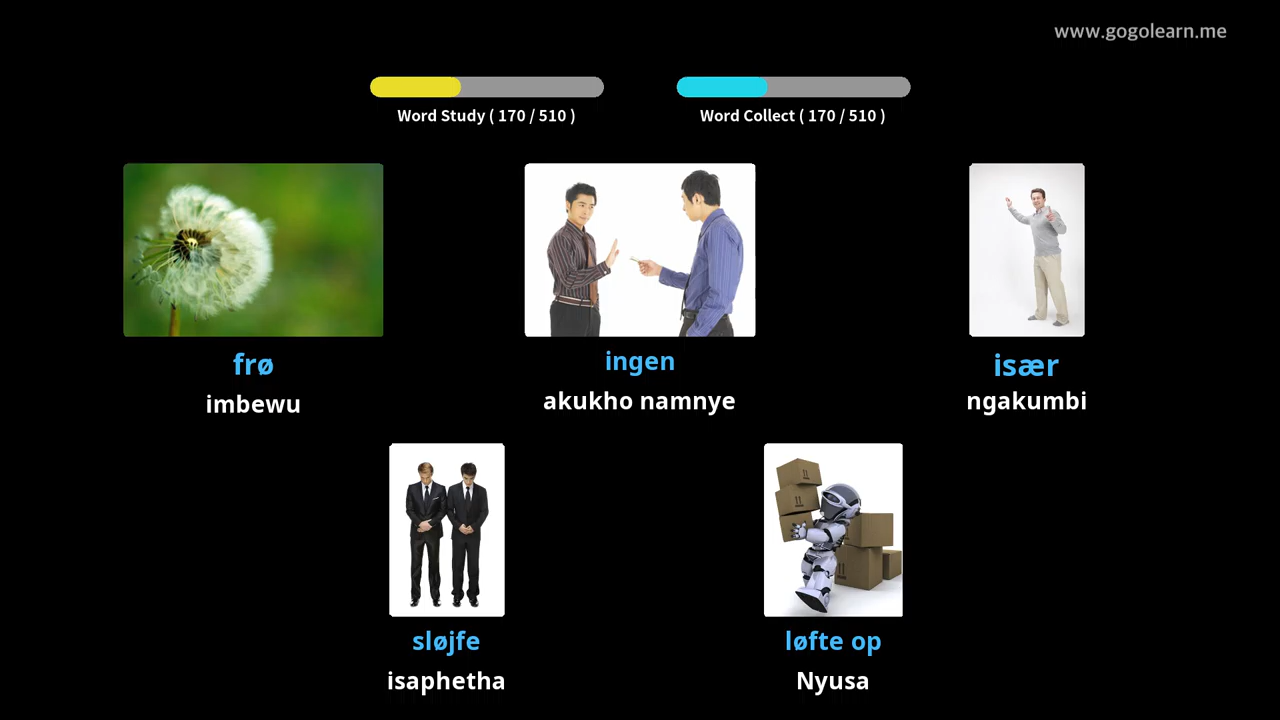 www.gogolearn.me
Word Study ( 170 / 510 )
Word Collect ( 170 / 510 )
frø
imbewu
ingen
akukho namnye
især
ngakumbi
sløjfe
isaphetha
løfte op
Nyusa